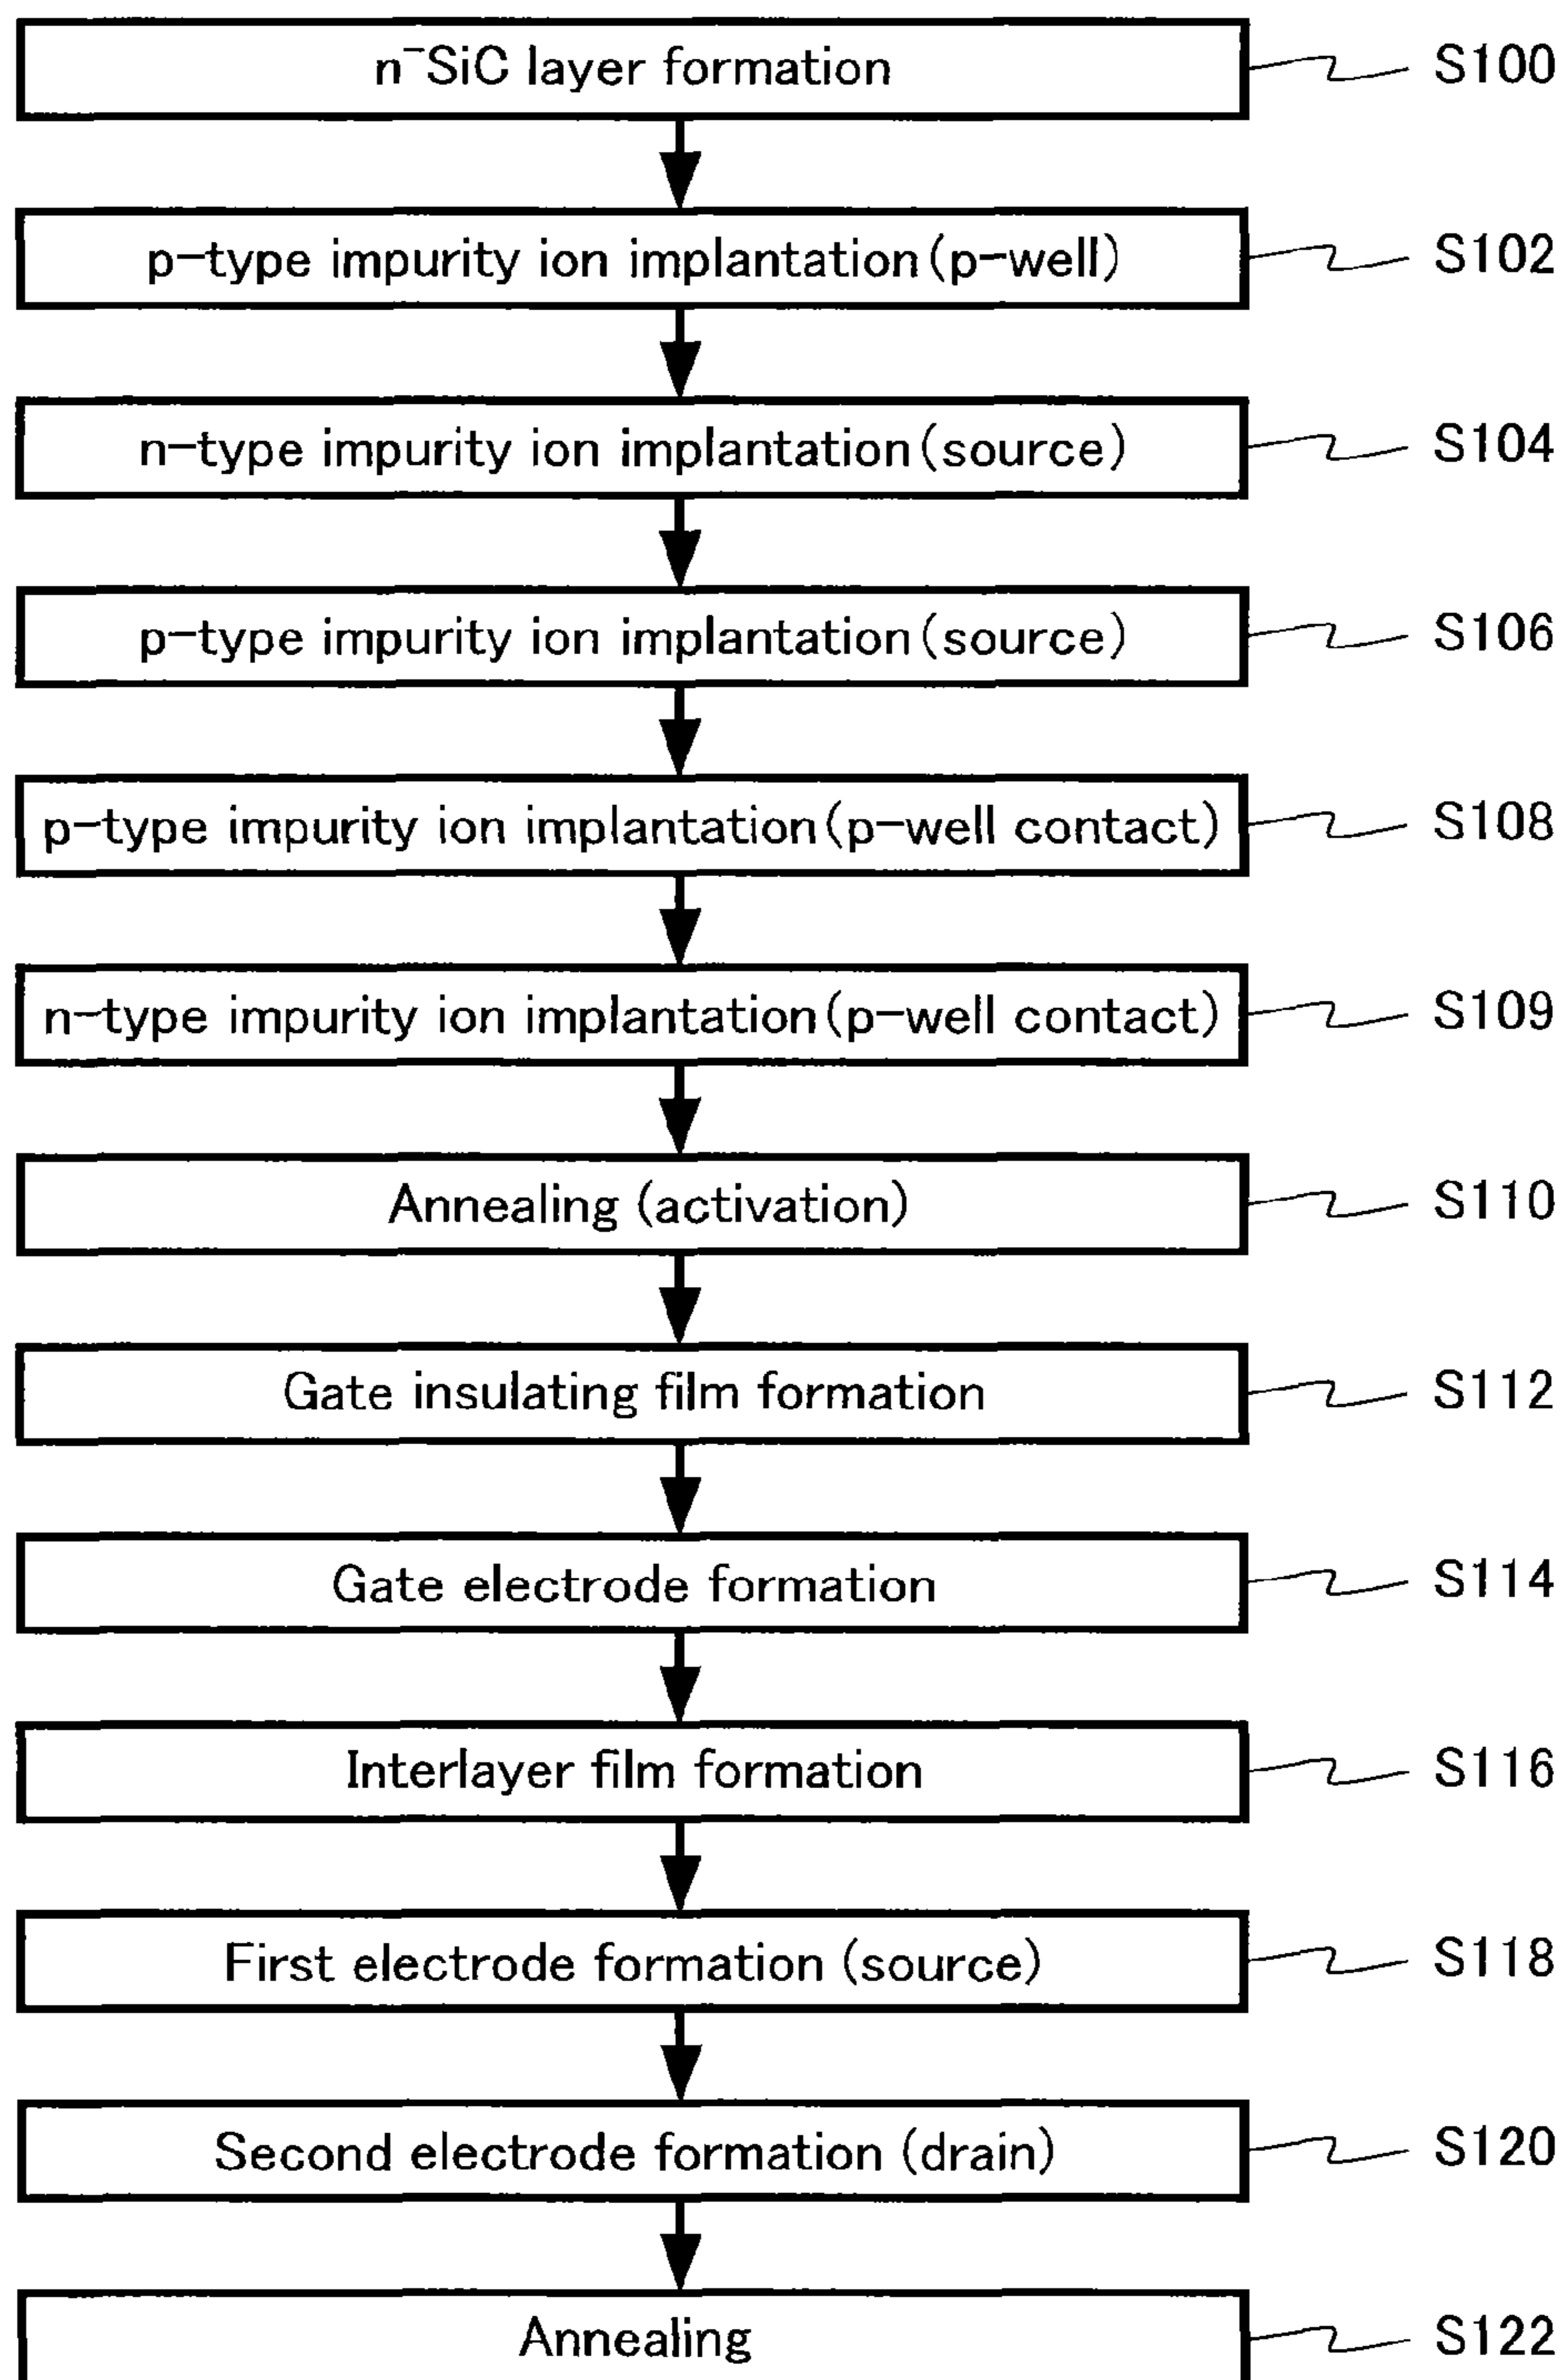 n⁻SiC layer formation S100
p-type impurity ion implantation(p-well) S102
n-type impurity ion implantation(source) S104
p-type impurity ion implantation(source) S106
p-type impurity ion implantation(p-well contact) S108
n-type impurity ion implantation(p-well contact) S109
Annealing (activation) S110
Gate insulating film formation S112
Gate electrode formation S114
Interlayer film formation S116
First electrode formation (source) S118
Second electrode formation (drain) S120
Annealing S122